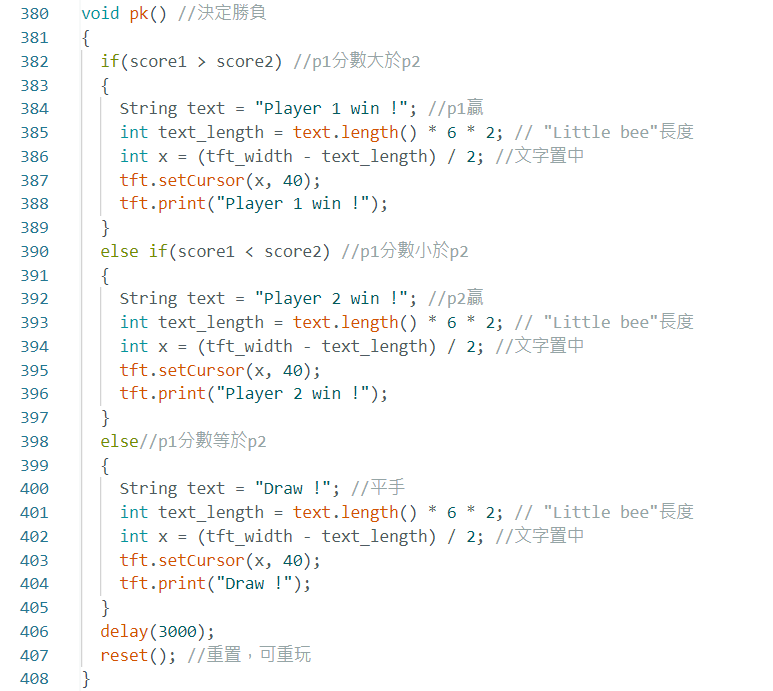 380 void pk() //決定勝負
381 {
382 if(score1 > score2) //p1分數大於p2
383 {
384 String text = "Player 1 win !"; //p1贏
385 int text_length = text.length() * 6 * 2; // "Little bee"長度
386 int x = (tft_width - text_length) / 2; //文字置中
387 tft.setCursor(x, 40);
388 tft.print("Player 1 win !");
389 }
390 else if(score1 < score2) //p1分數小於p2
391 {
392 String text = "Player 2 win !"; //p2贏
393 int text_length = text.length() * 6 * 2; // "Little bee"長度
394 int x = (tft_width - text_length) / 2; //文字置中
395 tft.setCursor(x, 40);
396 tft.print("Player 2 win !");
397 }
398 else//p1分數等於p2
399 {
400 String text = "Draw !"; //平手
401 int text_length = text.length() * 6 * 2; // "Little bee"長度
402 int x = (tft_width - text_length) / 2; //文字置中
403 tft.setCursor(x, 40);
404 tft.print("Draw !");
405 }
406 delay(3000);
407 reset(); //重置，可重玩
408 }